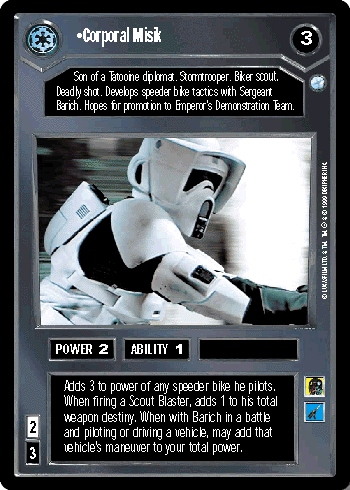 •Corporal Misik
3
Son of a Tatooine diplomat. Stormtrooper. Biker scout.
Deadly shot. Develops speeder bike tactics with Sergeant
Barich. Hopes for promotion to Emperor's Demonstration Team.
POWER 2
ABILITY 1
Adds 3 to power of any speeder bike he pilots.
When firing a Scout Blaster, adds 1 to his total
weapon destiny. When with Barich in a battle
and piloting or driving a vehicle, may add that
vehicle's maneuver to your total power.
2
3